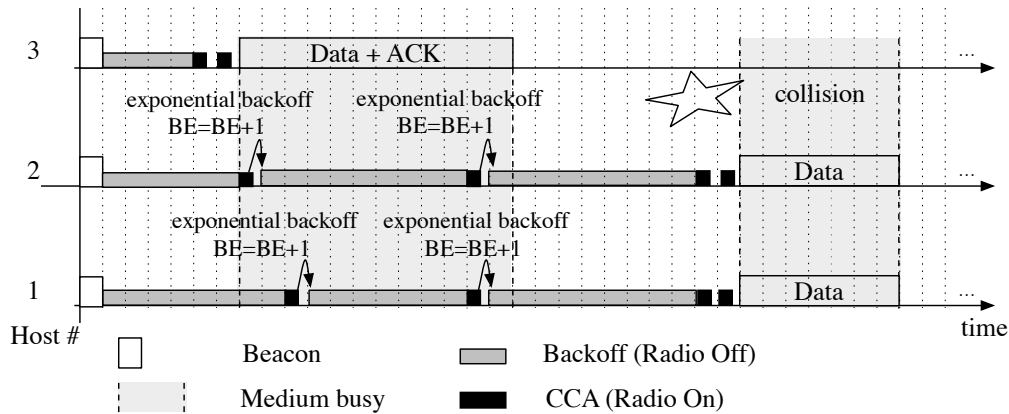 3
Data + ACK
...
exponential backoff
BE=BE+1
exponential backoff
BE=BE+1
collision
2
Data
...
exponential backoff
BE=BE+1
exponential backoff
BE=BE+1
1
Data
...
Host #
time
Beacon
Backoff (Radio Off)
Medium busy
CCA (Radio On)